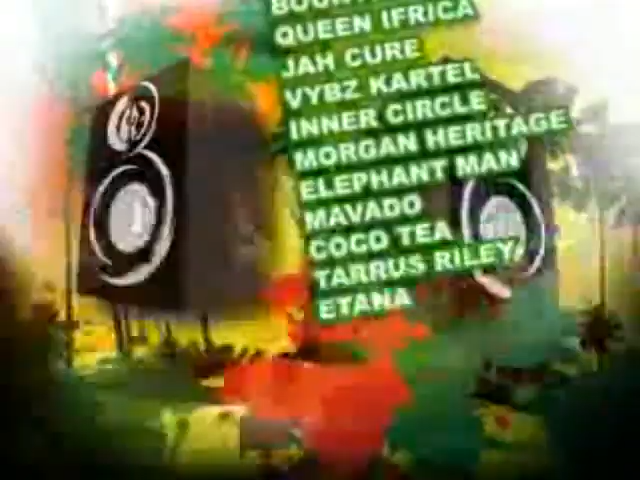 QUEEN IFRICA
JAH CURE
VYBZ KARTEL
INNER CIRCLE
MORGAN HERITAGE
ELEPHANT MAN
MAVADO
COCO TEA
TARRUS RILEY
ETANA